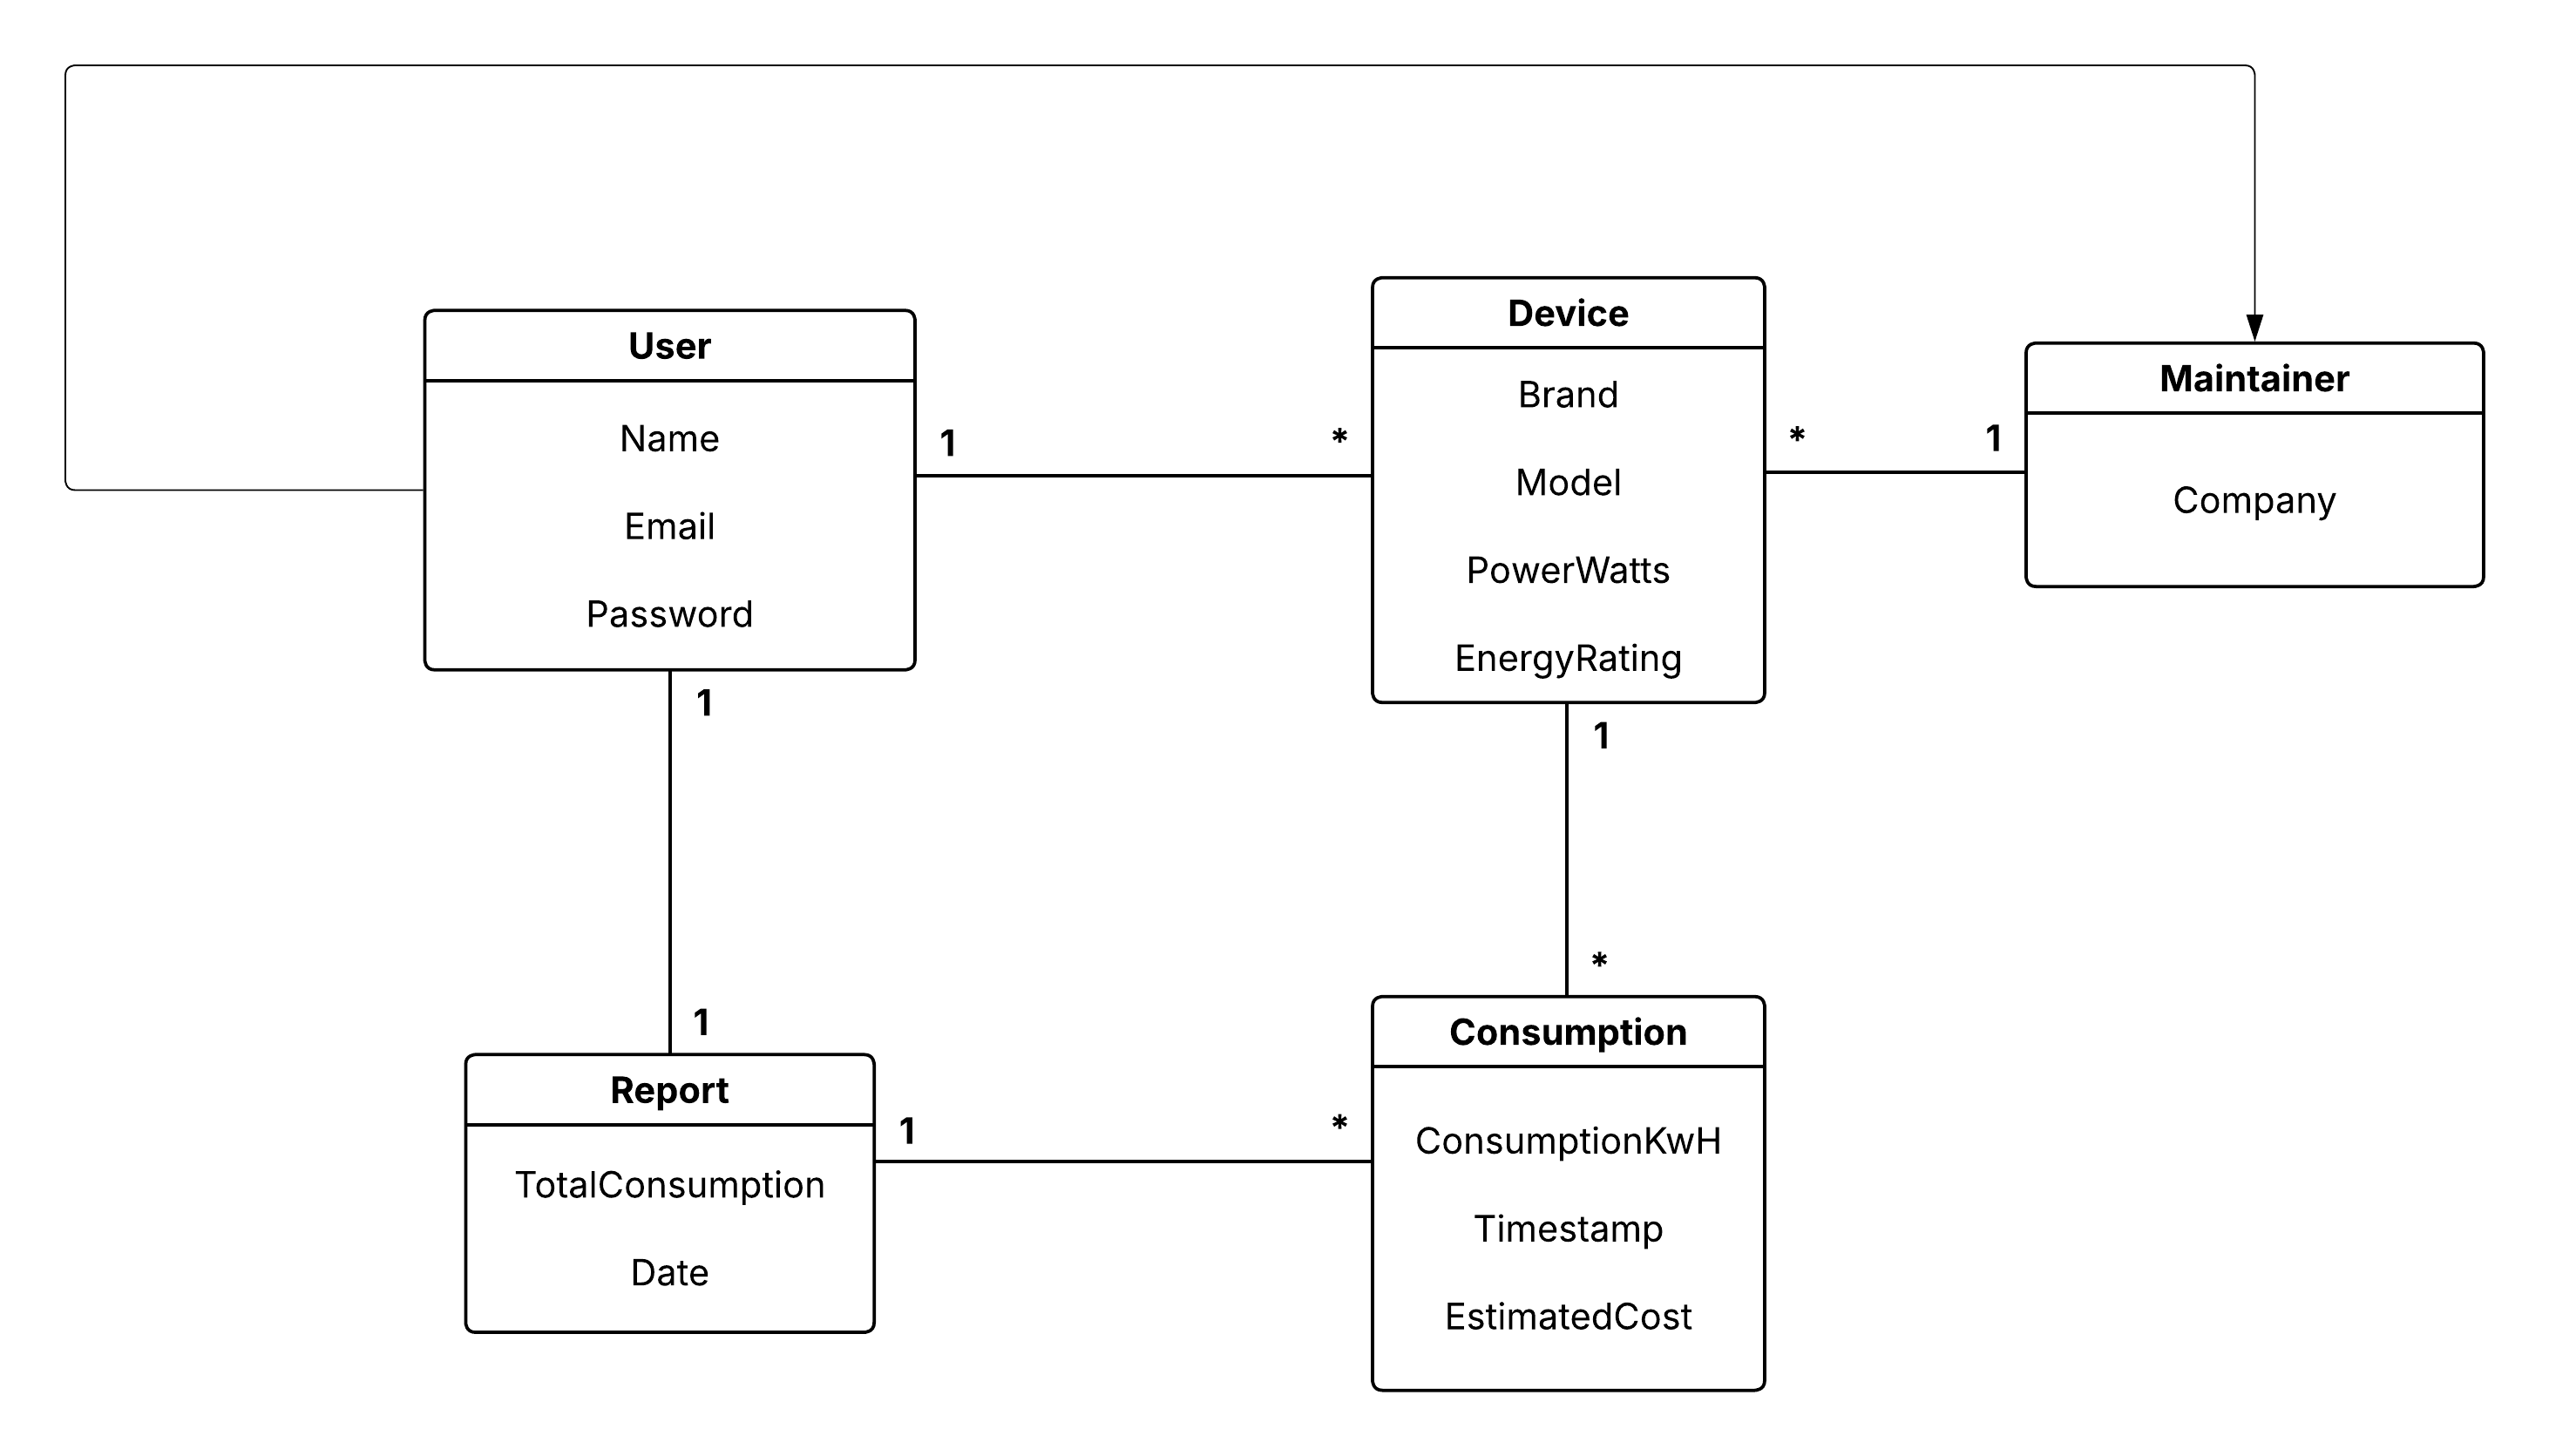 User
Name
Email
Password
1
*
Device
Brand
Model
PowerWatts
EnergyRating
*
1
Maintainer
Company
1
1
1
*
Report
TotalConsumption
Date
1
*
Consumption
ConsumptionKwH
Timestamp
EstimatedCost